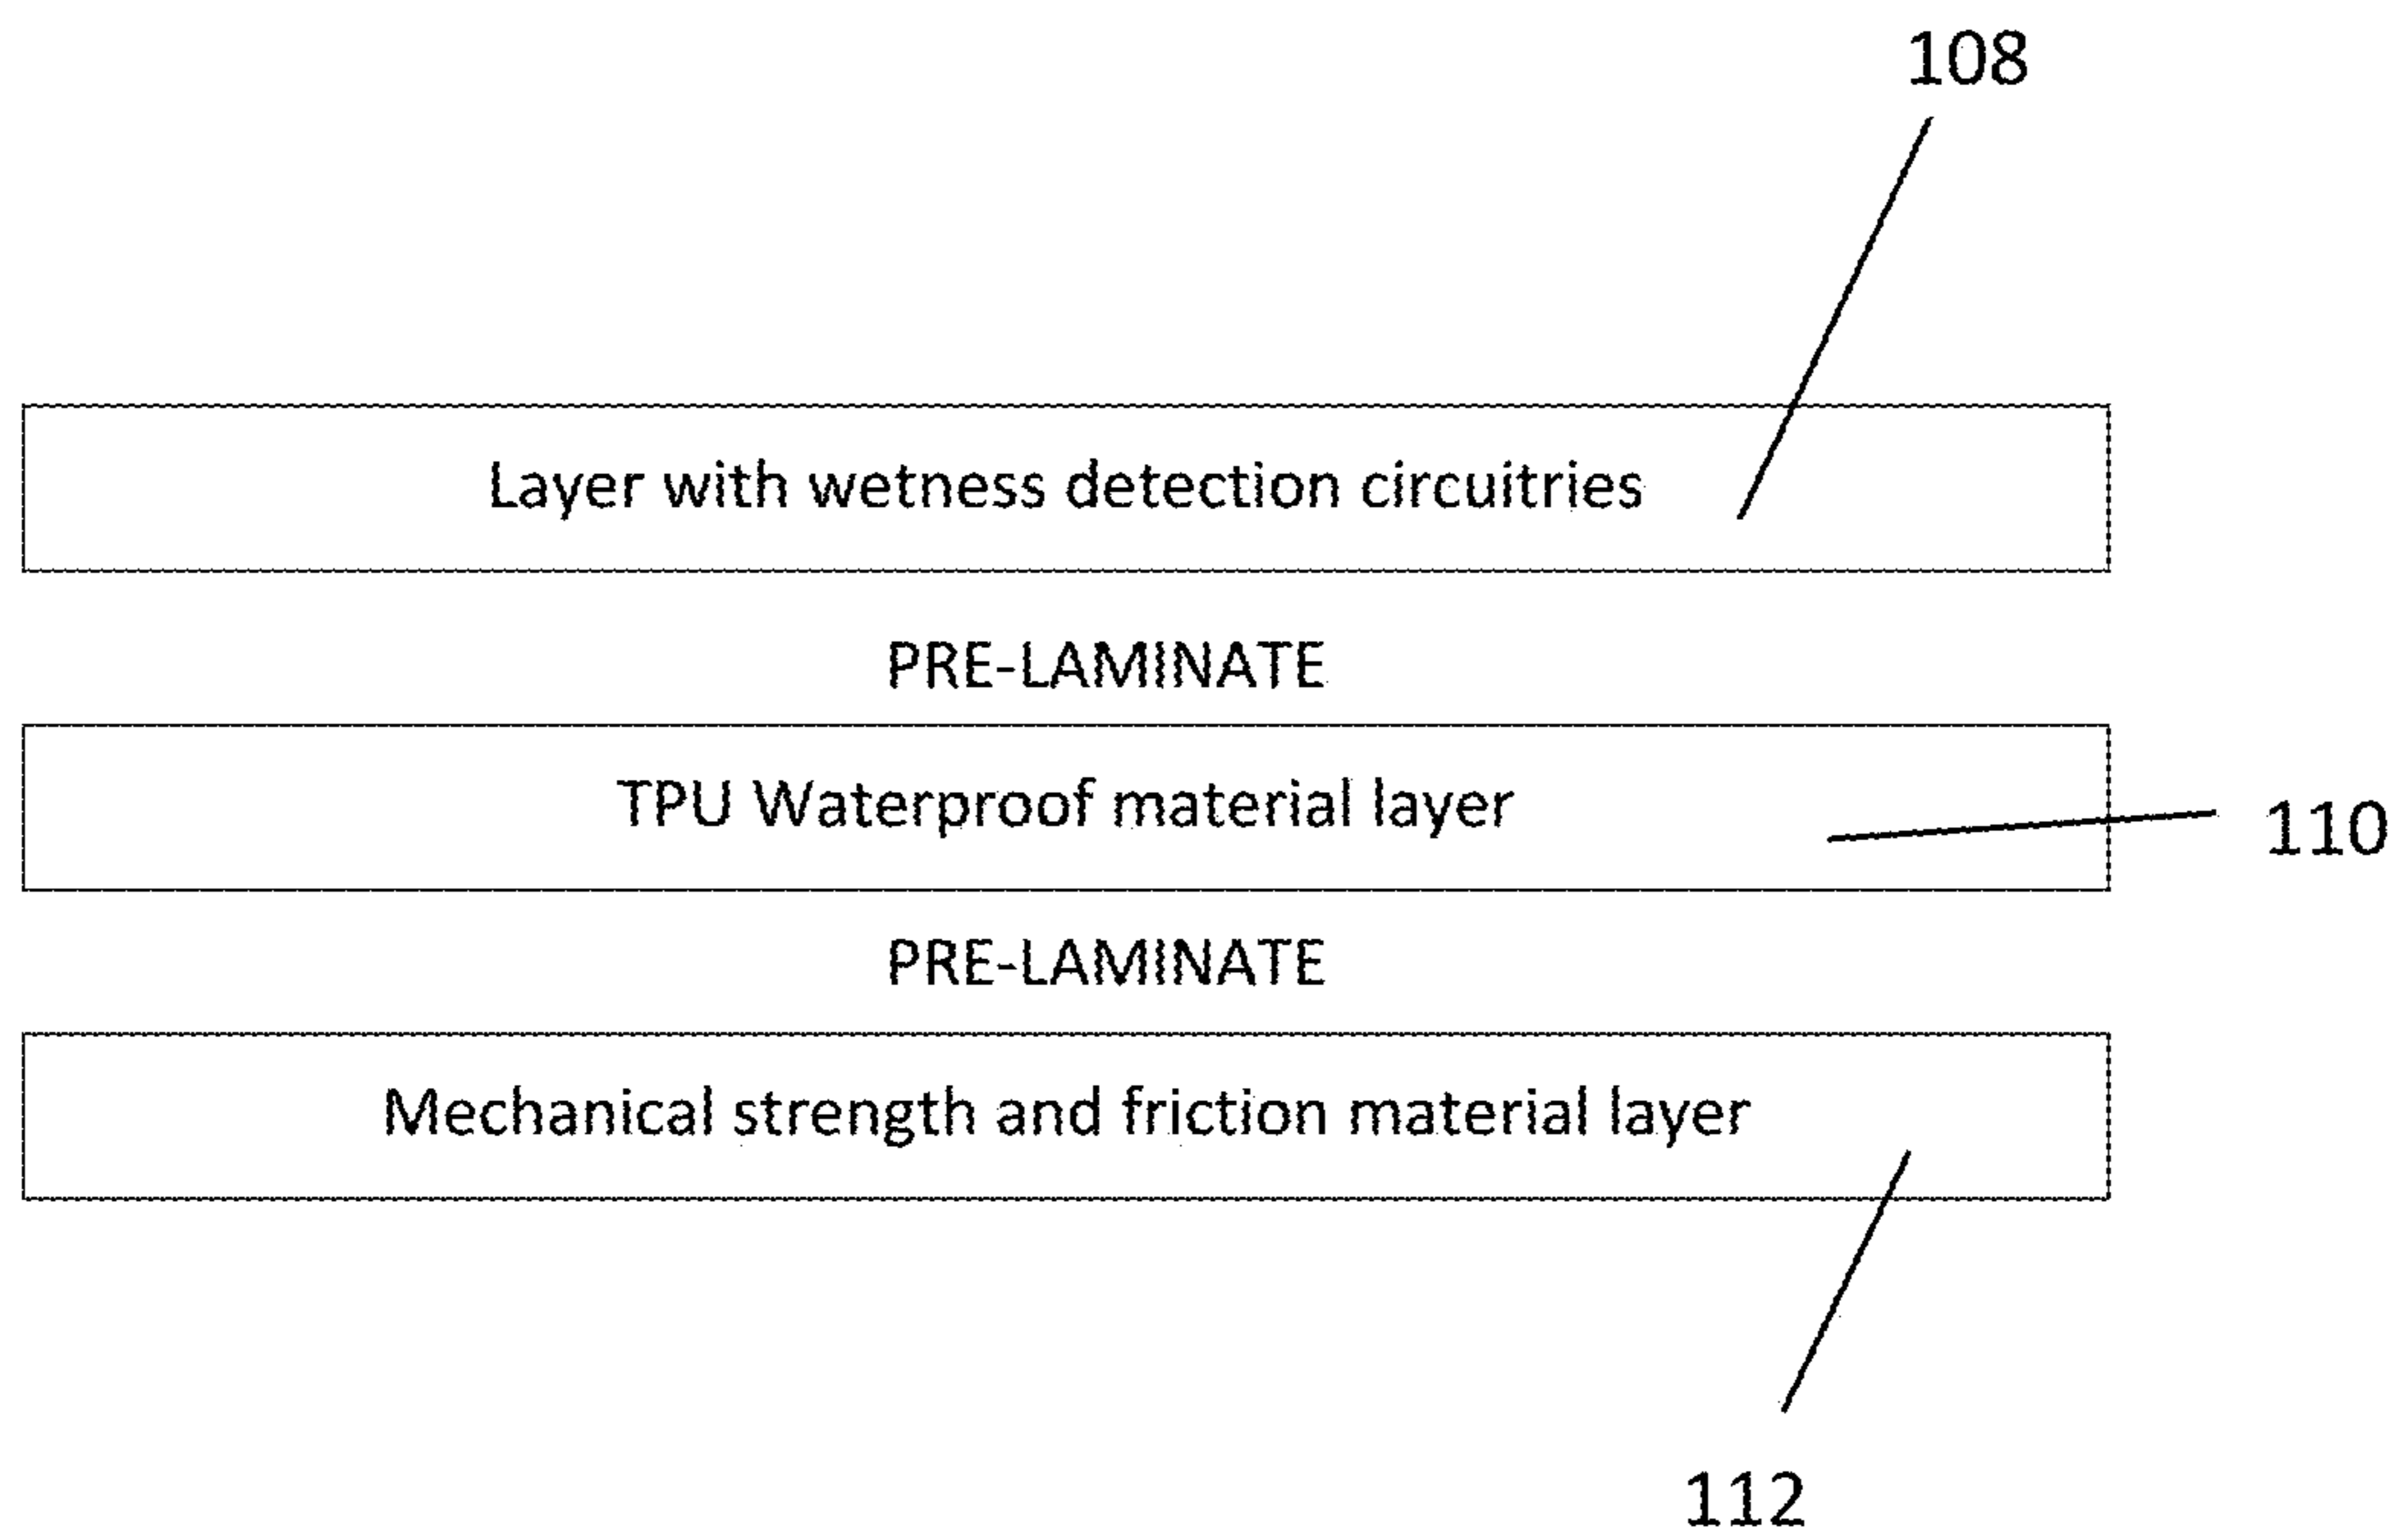 108
Layer with wetness detection circuitries
PRE-LAMINATE
TPU Waterproof material layer
110
PRE-LAMINATE
Mechanical strength and friction material layer
112